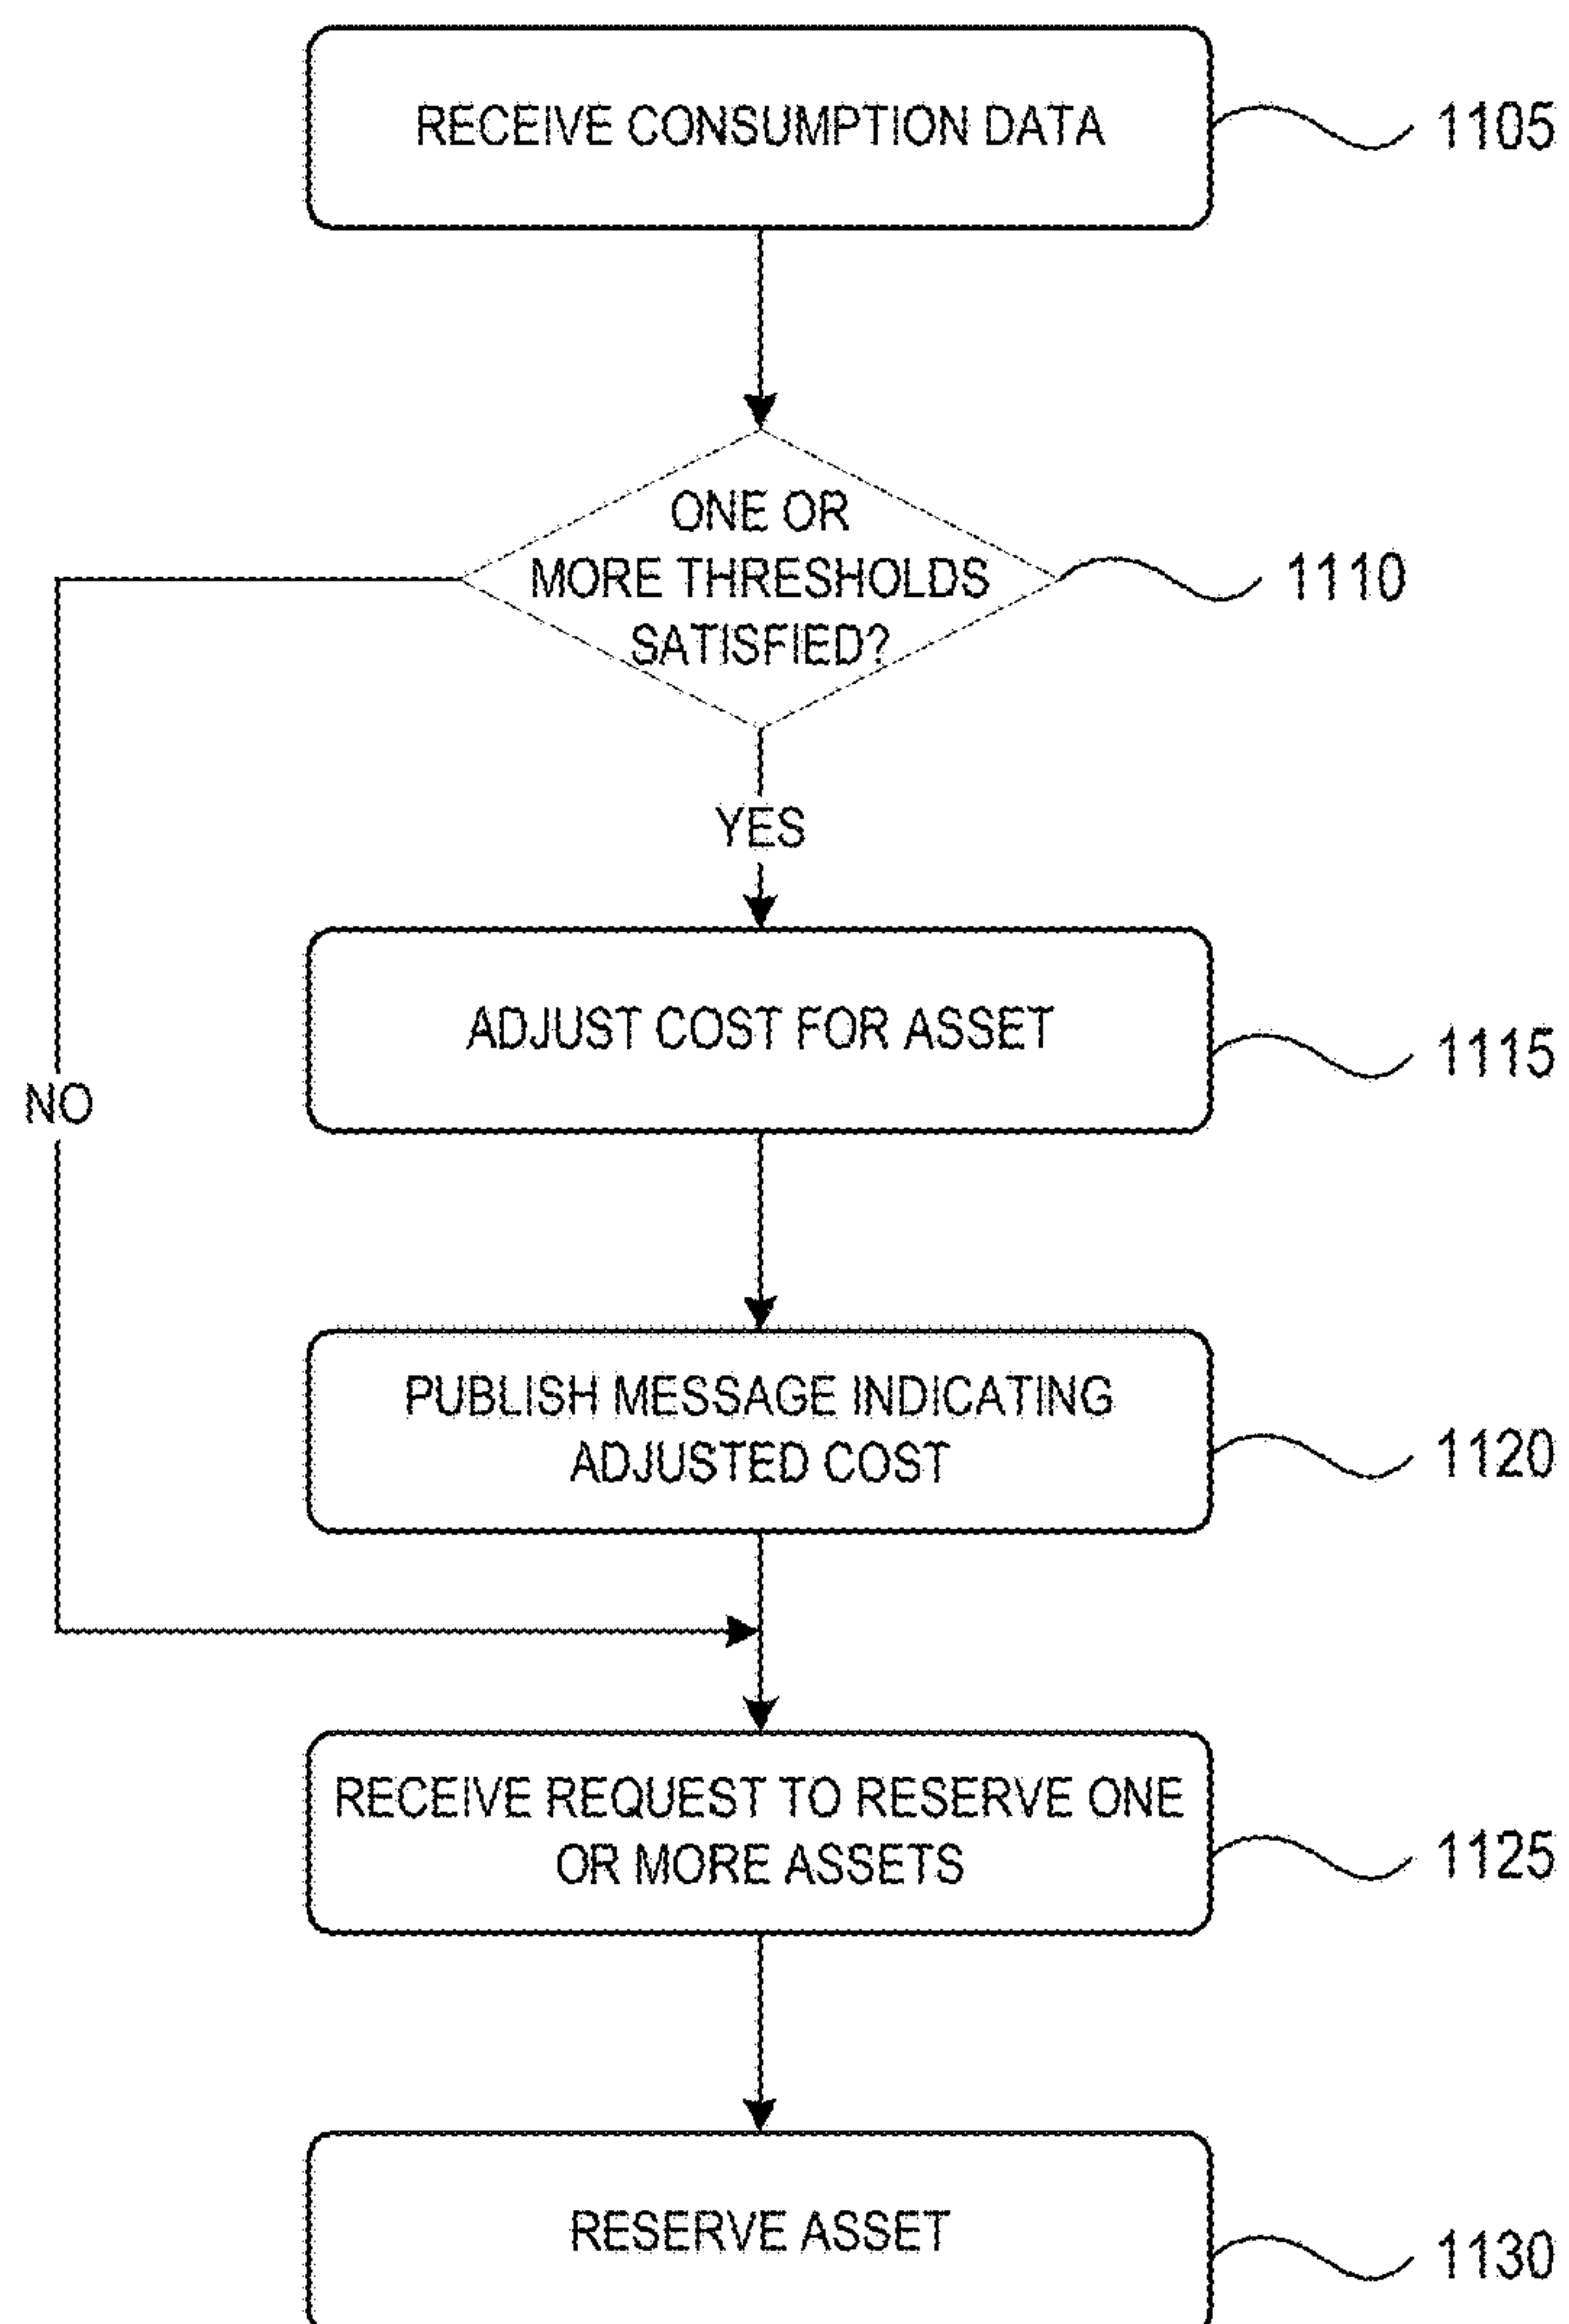 RECEIVE CONSUMPTION DATA
1105
ONE OR
MORE THRESHOLDS
SATISFIED?
1110
YES
ADJUST COST FOR ASSET
1115
NO
PUBLISH MESSAGE INDICATING
ADJUSTED COST
1120
RECEIVE REQUEST TO RESERVE ONE
OR MORE ASSETS
1125
RESERVE ASSET
1130